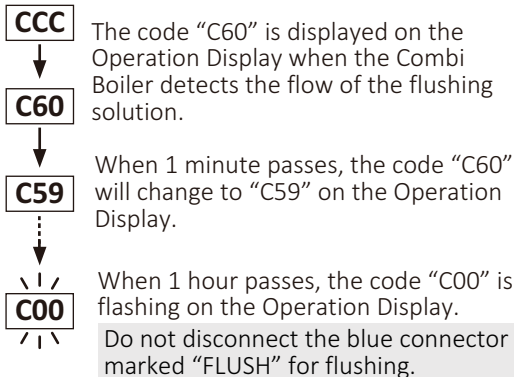 CCC
The code “C60” is displayed on the
Operation Display when the Combi
Boiler detects the flow of the flushing
solution.
C60
When 1 minute passes, the code “C60”
will change to “C59” on the Operation
Display.
C59
When 1 hour passes, the code “C00” is
flashing on the Operation Display.
C00
Do not disconnect the blue connector
marked “FLUSH” for flushing.